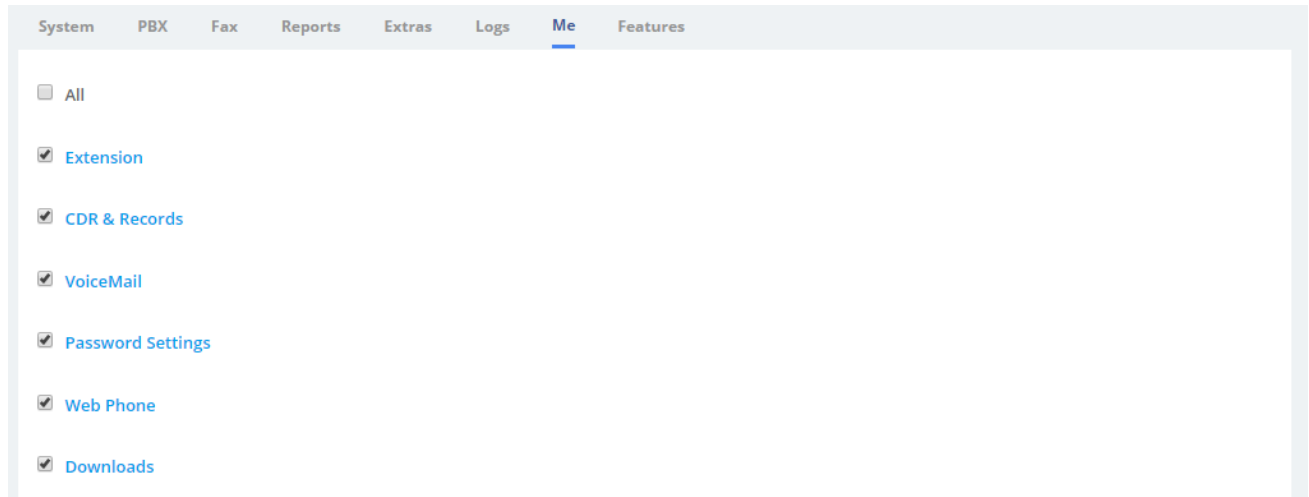 System PBX Fax Reports Extras Logs Me Features
All
Extension
CDR & Records
VoiceMail
Password Settings
Web Phone
Downloads